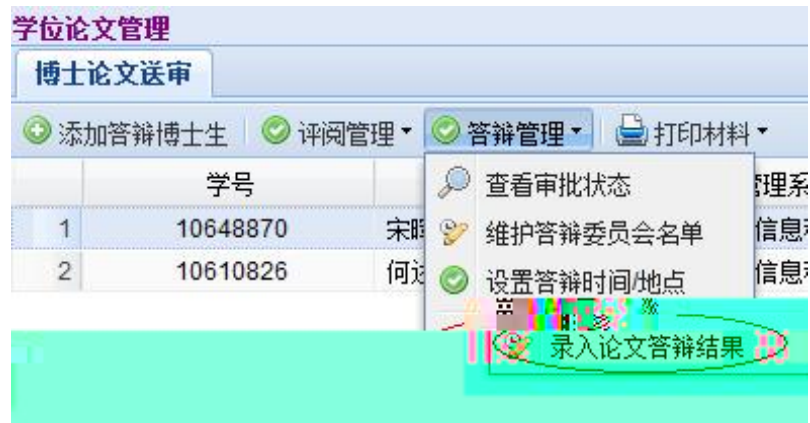 学位论文管理
博士论文送审
添加答辩博士生 评阅管理 答辩管理 打印材料
学号 查看审批状态 管理系
1 10648870 维护答辩委员会名单 信息
2 10610826 何 设置答辩时间/地点 信息
录入论文答辩结果